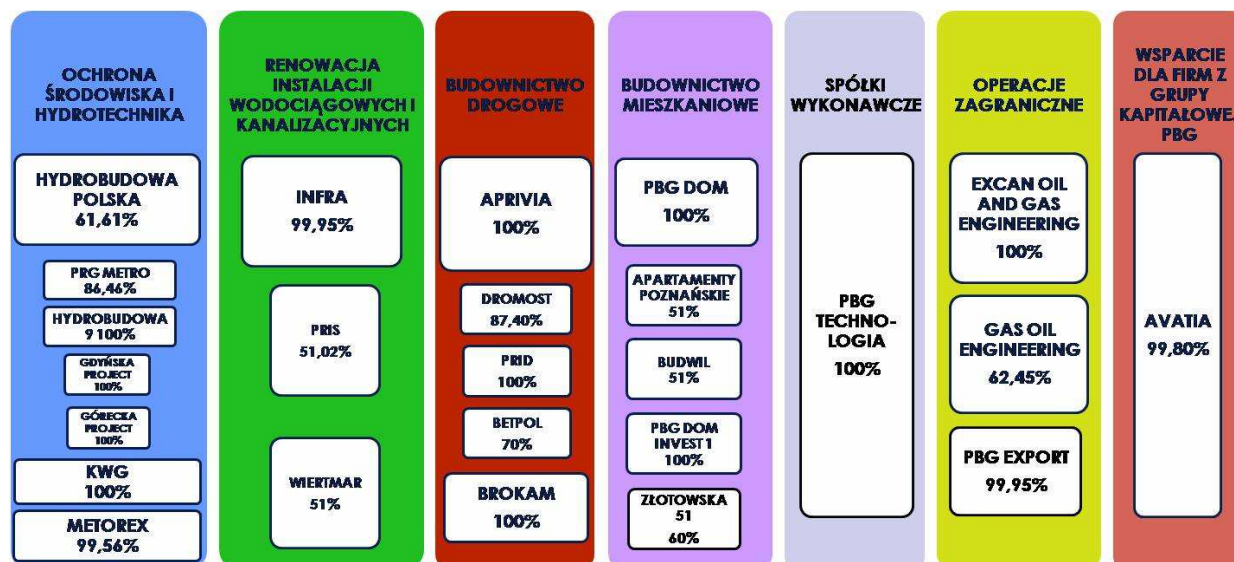 OCHRONA
ŚRODOWISKA I
HYDROTECHNIKA
HYDROBUDOWA
POLSKA
61,61%
PRG METRO
86,46%
HYDROBUDOWA
9 100%
GDYŃSKA
PROJECT
100%
GÓRECKA
PROJECT
100%
KWG
100%
METOREX
99,56%
RENOWACJA
INSTALACJI
WODOCIĄGOWYCH I
KANALIZACYJNYCH
INFRA
99,95%
PRIS
51,02%
WIERTMAR
51%
BUDOWNICTWO
DROGOWE
APRIVIA
100%
DROMOST
87,40%
PRID
100%
BETPOL
70%
BROKAM
100%
BUDOWNICTWO
MIESZKANIOWE
PBG DOM
100%
APARTAMENTY
POZNAŃSKIE
51%
BUDWIL
51%
PBG DOM
INVEST 1
100%
ZŁOTOWSKA
51
60%
SPÓŁKI
WYKONAWCZE
PBG
TECHNO-
LOGIA
100%
OPERACJE
ZAGRANICZNE
EXCAN OIL
AND GAS
ENGINEERING
100%
GAS OIL
ENGINEERING
62,45%
PBG EXPORT
99,95%
WSPARCIE
DLA FIRM Z
GRUPY
KAPITAŁOWEJ
PBG
AVATIA
99,80%